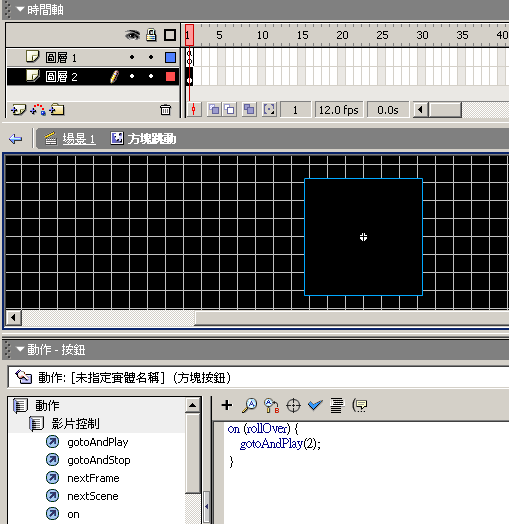 時間軸
1 5 10 15 20 25 30 35 40
圖層 1
圖層 2
1 12.0 fps 0.0s
場景 1 方塊跳動
動作 - 按鈕
動作: [未指定實體名稱] (方塊按鈕)
動作
影片控制
gotoAndPlay
gotoAndStop
nextFrame
nextScene
on
on (rollOver) {
gotoAndPlay(2);
}